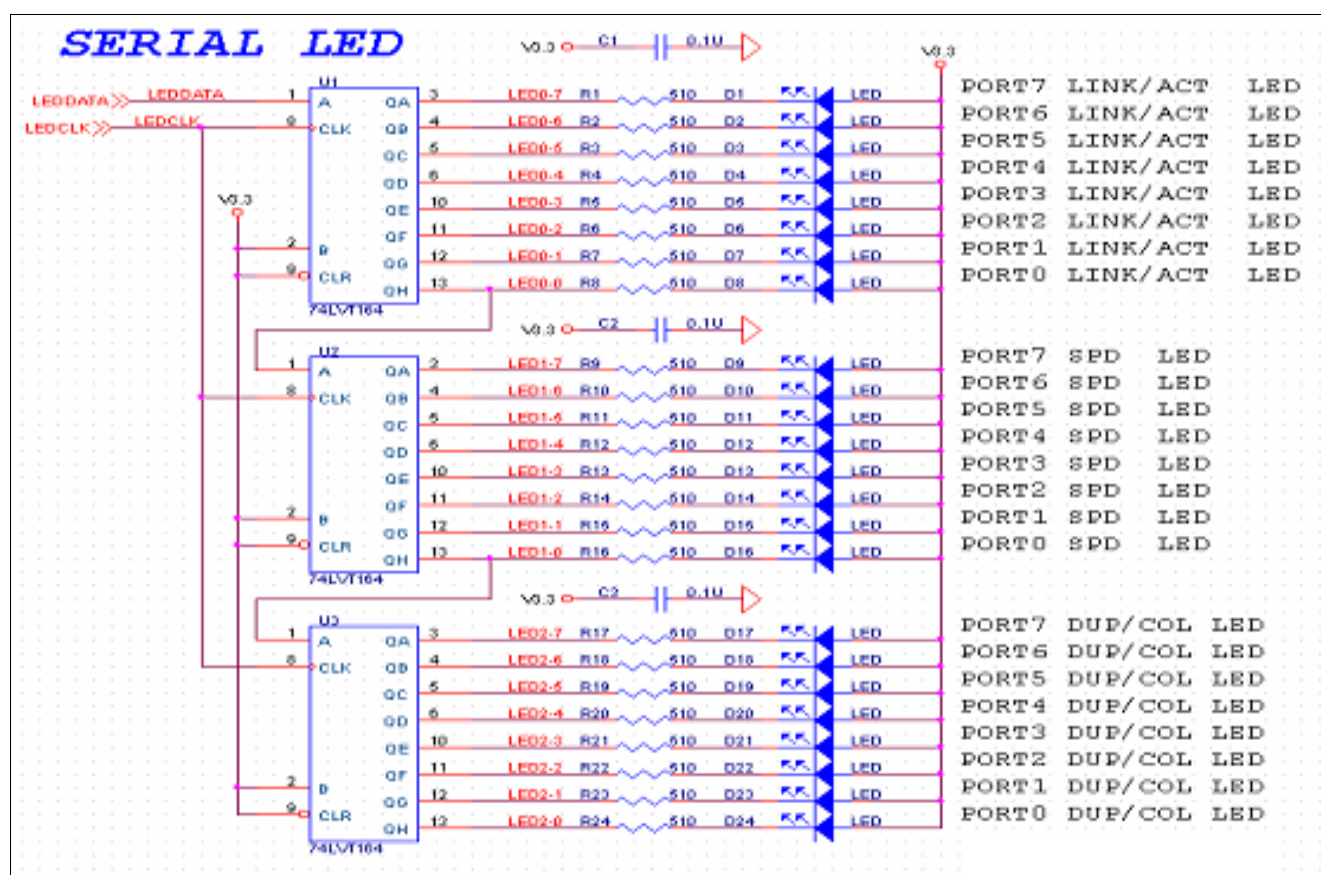 SERIAL LED
V3.3 C1 0.1U V3.3
LEDDATA LEDDATA 1 U1 A QA 3 LED0-7 R1 510 D1 LED PORT7 LINK/ACT LED
LEDCLK LEDCLK 8 CLK QB 4 LED0-6 R2 510 D2 LED PORT6 LINK/ACT LED
QC 5 LED0-5 R3 510 D3 LED PORT5 LINK/ACT LED
QD 6 LED0-4 R4 510 D4 LED PORT4 LINK/ACT LED
V3.3 QE 10 LED0-3 R5 510 D5 LED PORT3 LINK/ACT LED
QF 11 LED0-2 R6 510 D6 LED PORT2 LINK/ACT LED
2 B QG 12 LED0-1 R7 510 D7 LED PORT1 LINK/ACT LED
9 CLR QH 13 LED0-0 R8 510 D8 LED PORT0 LINK/ACT LED
74LVT164
V3.3 C2 0.1U
U2
1 A QA 3 LED1-7 R9 510 D9 LED PORT7 SPD LED
8 CLK QB 4 LED1-6 R10 510 D10 LED PORT6 SPD LED
QC 5 LED1-5 R11 510 D11 LED PORT5 SPD LED
QD 6 LED1-4 R12 510 D12 LED PORT4 SPD LED
QE 10 LED1-3 R13 510 D13 LED PORT3 SPD LED
QF 11 LED1-2 R14 510 D14 LED PORT2 SPD LED
2 B QG 12 LED1-1 R15 510 D15 LED PORT1 SPD LED
9 CLR QH 13 LED1-0 R16 510 D16 LED PORT0 SPD LED
74LVT164
V3.3 C2 0.1U
U3
1 A QA 3 LED2-7 R17 510 D17 LED PORT7 DUP/COL LED
8 CLK QB 4 LED2-6 R18 510 D18 LED PORT6 DUP/COL LED
QC 5 LED2-5 R19 510 D19 LED PORT5 DUP/COL LED
QD 6 LED2-4 R20 510 D20 LED PORT4 DUP/COL LED
QE 10 LED2-3 R21 510 D21 LED PORT3 DUP/COL LED
QF 11 LED2-2 R22 510 D22 LED PORT2 DUP/COL LED
2 B QG 12 LED2-1 R23 510 D23 LED PORT1 DUP/COL LED
9 CLR QH 13 LED2-0 R24 510 D24 LED PORT0 DUP/COL LED
74LVT164